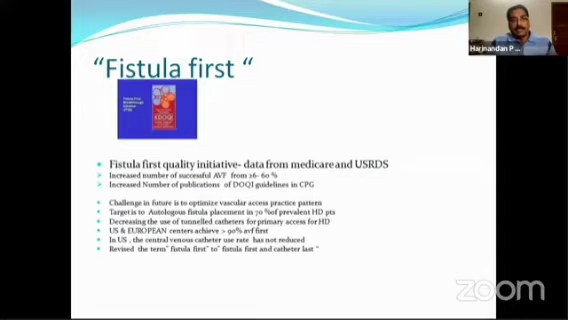 Harinandan P ...
"Fistula first "
KDOQI
Fistula first quality initiative- data from medicare and USRDS
Increased number of successful AVF from 26- 60 %
Increased Number of publications of DOQI guidelines in CPG
Challenge in future is to optimize vascular access practice pattern
Target is to Autologous fistula placement in 70 %of prevalent HD pts
Decreasing the use of tunnelled catheters for primary access for HD
US & EUROPEAN centers achieve > 90% avf first
In US , the central venous catheter use rate has not reduced
Revised the term" fistula first" to" fistula first and catheter last "
zoom